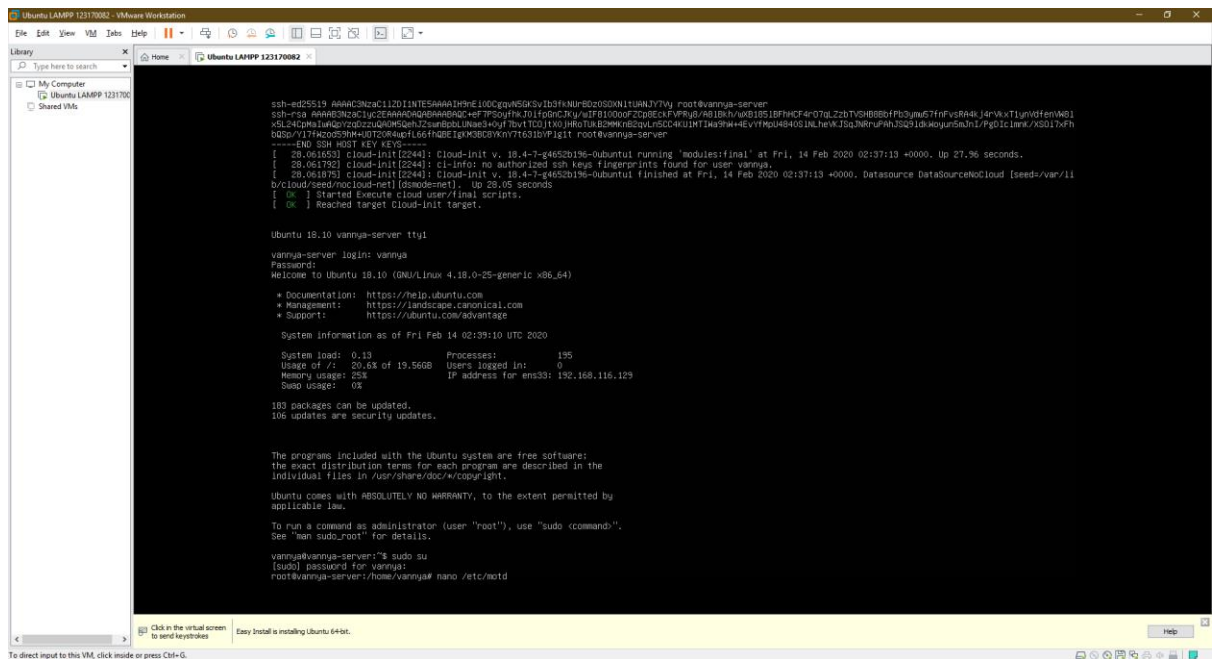 Ubuntu LAMPP 123170082 - VMware Workstation
File Edit View VM Tabs Help
Library
Type here to search
My Computer
Ubuntu LAMPP 123170
Shared VMs
Home
Ubuntu LAMPP 123170082
root@vannya-server
root@vannya-server
-----END SSH HOST KEY KEYS-----
[ 28.061653] cloud-init[2244]: Cloud-init v. 18.4-7-g4652b196-0ubuntu1 running 'modules:final' at Fri, 14 Feb 2020 02:37:13 +0000. Up 27.96 seconds.
[ 28.061792] cloud-init[2244]: ci-info: no authorized ssh keys fingerprints found for user vannya.
[ 28.061875] cloud-init[2244]: Cloud-init v. 18.4-7-g4652b196-0ubuntu1 finished at Fri, 14 Feb 2020 02:37:13 +0000. Datasource DataSourceNoCloud [seed=/var/li
b/cloud/seed/nocloud-net][dsmode=net]. Up 28.05 seconds
[ OK ] Started Execute cloud user/final scripts.
[ OK ] Reached target Cloud-init target.
Ubuntu 18.10 vannya-server tty1
vannya-server login: vannya
Password:
Welcome to Ubuntu 18.10 (GNU/Linux 4.18.0-25-generic x86_64)
* Documentation: https://help.ubuntu.com
* Management: https://landscape.canonical.com
* Support: https://ubuntu.com/advantage
System information as of Fri Feb 14 02:39:10 UTC 2020
System load: 0.13 Processes: 195
Usage of /: 20.6% of 19.56GB Users logged in: 0
Memory usage: 25% IP address for ens33: 192.168.116.129
Swap usage: 0%
183 packages can be updated.
106 updates are security updates.
The programs included with the Ubuntu system are free software;
the exact distribution terms for each program are described in the
individual files in /usr/share/doc/*/copyright.
Ubuntu comes with ABSOLUTELY NO WARRANTY, to the extent permitted by
applicable law.
To run a command as administrator (user "root"), use "sudo <command>".
See "man sudo_root" for details.
vannya@vannya-server:~$ sudo su
[sudo] password for vannya:
root@vannya-server:/home/vannya# nano /etc/motd
Click in the virtual screen
to send keystrokes
Easy Install is installing Ubuntu 64-bit.
Help
To direct input to this VM, click inside or press Ctrl+G.